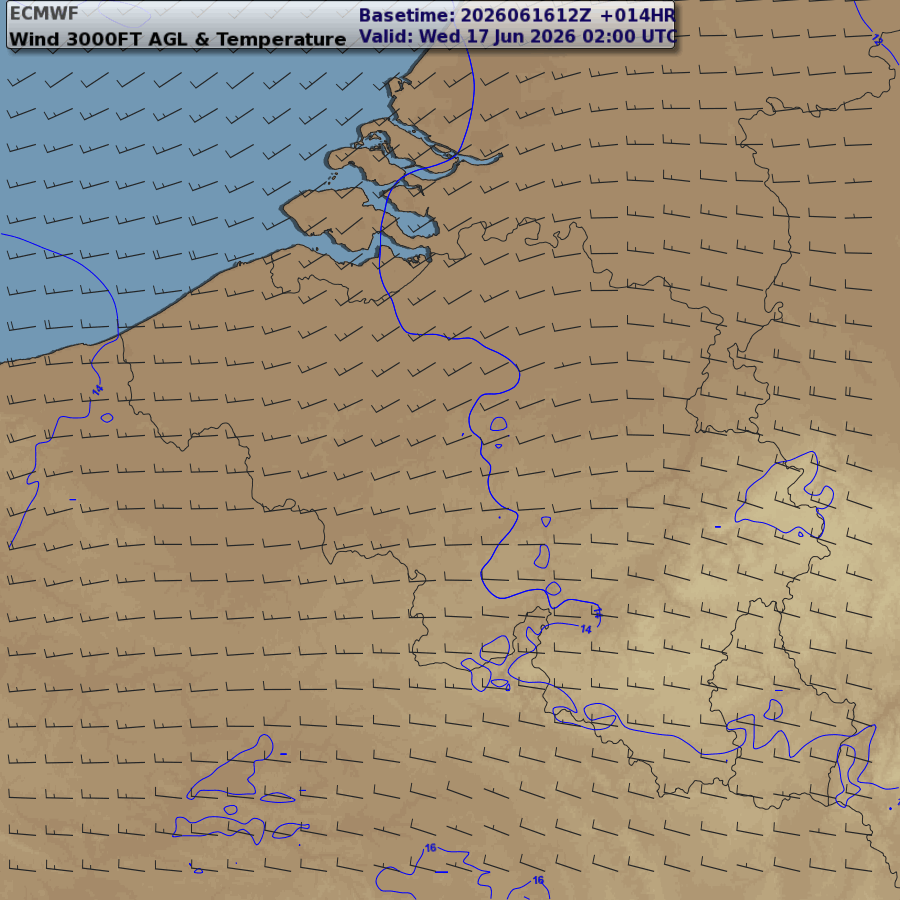 ECMWF
Wind 3000FT AGL & Temperature
Basetime: 2026061612Z +014HR
Valid: Wed 17 Jun 2026 02:00 UTC
14
14
16
16